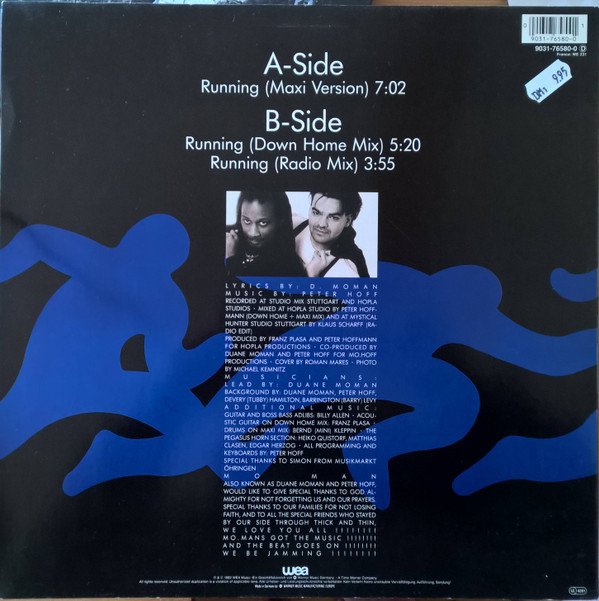 0
1
9031-76580-0
9031-76580-0 D
France: WE 251
DM: 9.95
A-Side
Running (Maxi Version) 7:02
B-Side
Running (Down Home Mix) 5:20
Running (Radio Mix) 3:55
LYRICS BY: D. MOMAN
MUSIC BY: PETER HOFF
RECORDED AT STUDIO MIX STUTTGART AND HOPLA
STUDIOS - MIXED AT HOPLA STUDIO BY PETER HOFF-
MANN (DOWN HOME + MAXI MIX) AND AT MYSTICAL
HUNTER STUDIO STUTTGART BY KLAUS SCHARFF (RA-
DIO EDIT)
PRODUCED BY FRANZ PLASA AND PETER HOFFMANN
FOR HOPLA PRODUCTIONS - CO-PRODUCED BY
DUANE MOMAN AND PETER HOFF FOR MO.HOFF
PRODUCTIONS - COVER BY ROMAN MARES - PHOTO
BY MICHAEL KEMNITZ
MUSICIANS:
LEAD BY: DUANE MOMAN
BACKGROUND BY: DUANE MOMAN, PETER HOFF,
DEVERY (TUBBY) HAMILTON, BARRINGTON (BARRY) LEVY
ADDITIONAL MUSIC:
GUITAR AND BOSS BASS ADLIBS: BILLY ALLEN - ACOU-
STIC GUITAR ON DOWN HOME MIX: FRANZ PLASA -
DRUMS ON MAXI MIX: BERND (MINI) KLEPPIN - THE
PEGASUS HORN SECTION: HEIKO QUISTORF, MATTHIAS
CLASEN, EDGAR HERZOG - ALL PROGRAMMING AND
KEYBOARDS BY: PETER HOFF
SPECIAL THANKS TO SIMON FROM MUSIKMARKT
ÖHRINGEN
MO MAN
ALSO KNOWN AS DUANE MOMAN AND PETER HOFF,
WOULD LIKE TO GIVE SPECIAL THANKS TO GOD AL-
MIGHTY FOR NOT FORGETTING US AND OUR PRAYERS.
SPECIAL THANKS TO OUR FAMILIES FOR NOT LOSING
FAITH, AND TO ALL THE SPECIAL FRIENDS WHO STAYED
BY OUR SIDE THROUGH THICK AND THIN,
WE LOVE YOU ALL !!!!!!!!
MO.MANS GOT THE MUSIC !!!!!!!!
AND THE BEAT GOES ON !!!!!!!!
WE BE JAMMING !!!!!!!!
wea